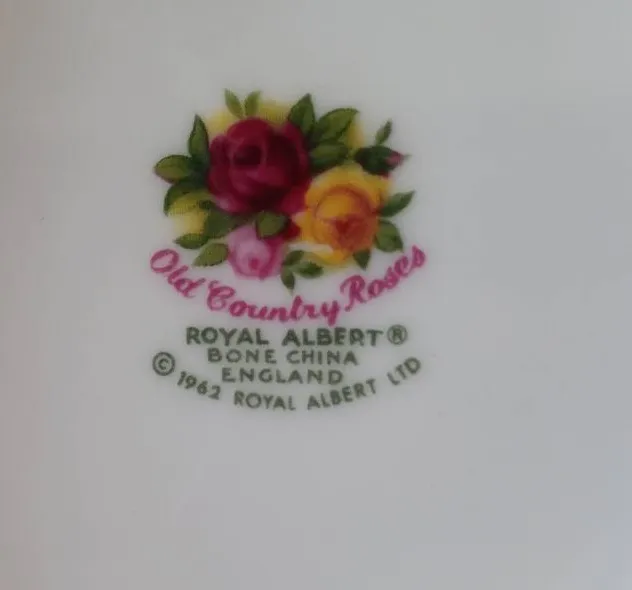 Old Country Roses
ROYAL ALBERT®
BONE CHINA
ENGLAND
© 1962 ROYAL ALBERT LTD